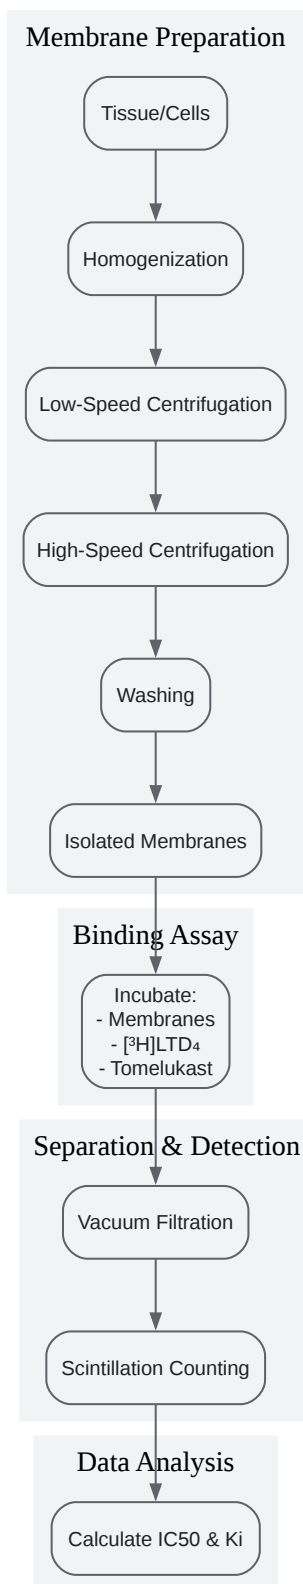 Membrane Preparation
Tissue/Cells
Homogenization
Low-Speed Centrifugation
High-Speed Centrifugation
Washing
Isolated Membranes
Binding Assay
Incubate:
- Membranes
- [³H]LTD₄
- Tomelukast
Separation & Detection
Vacuum Filtration
Scintillation Counting
Data Analysis
Calculate IC50 & Ki